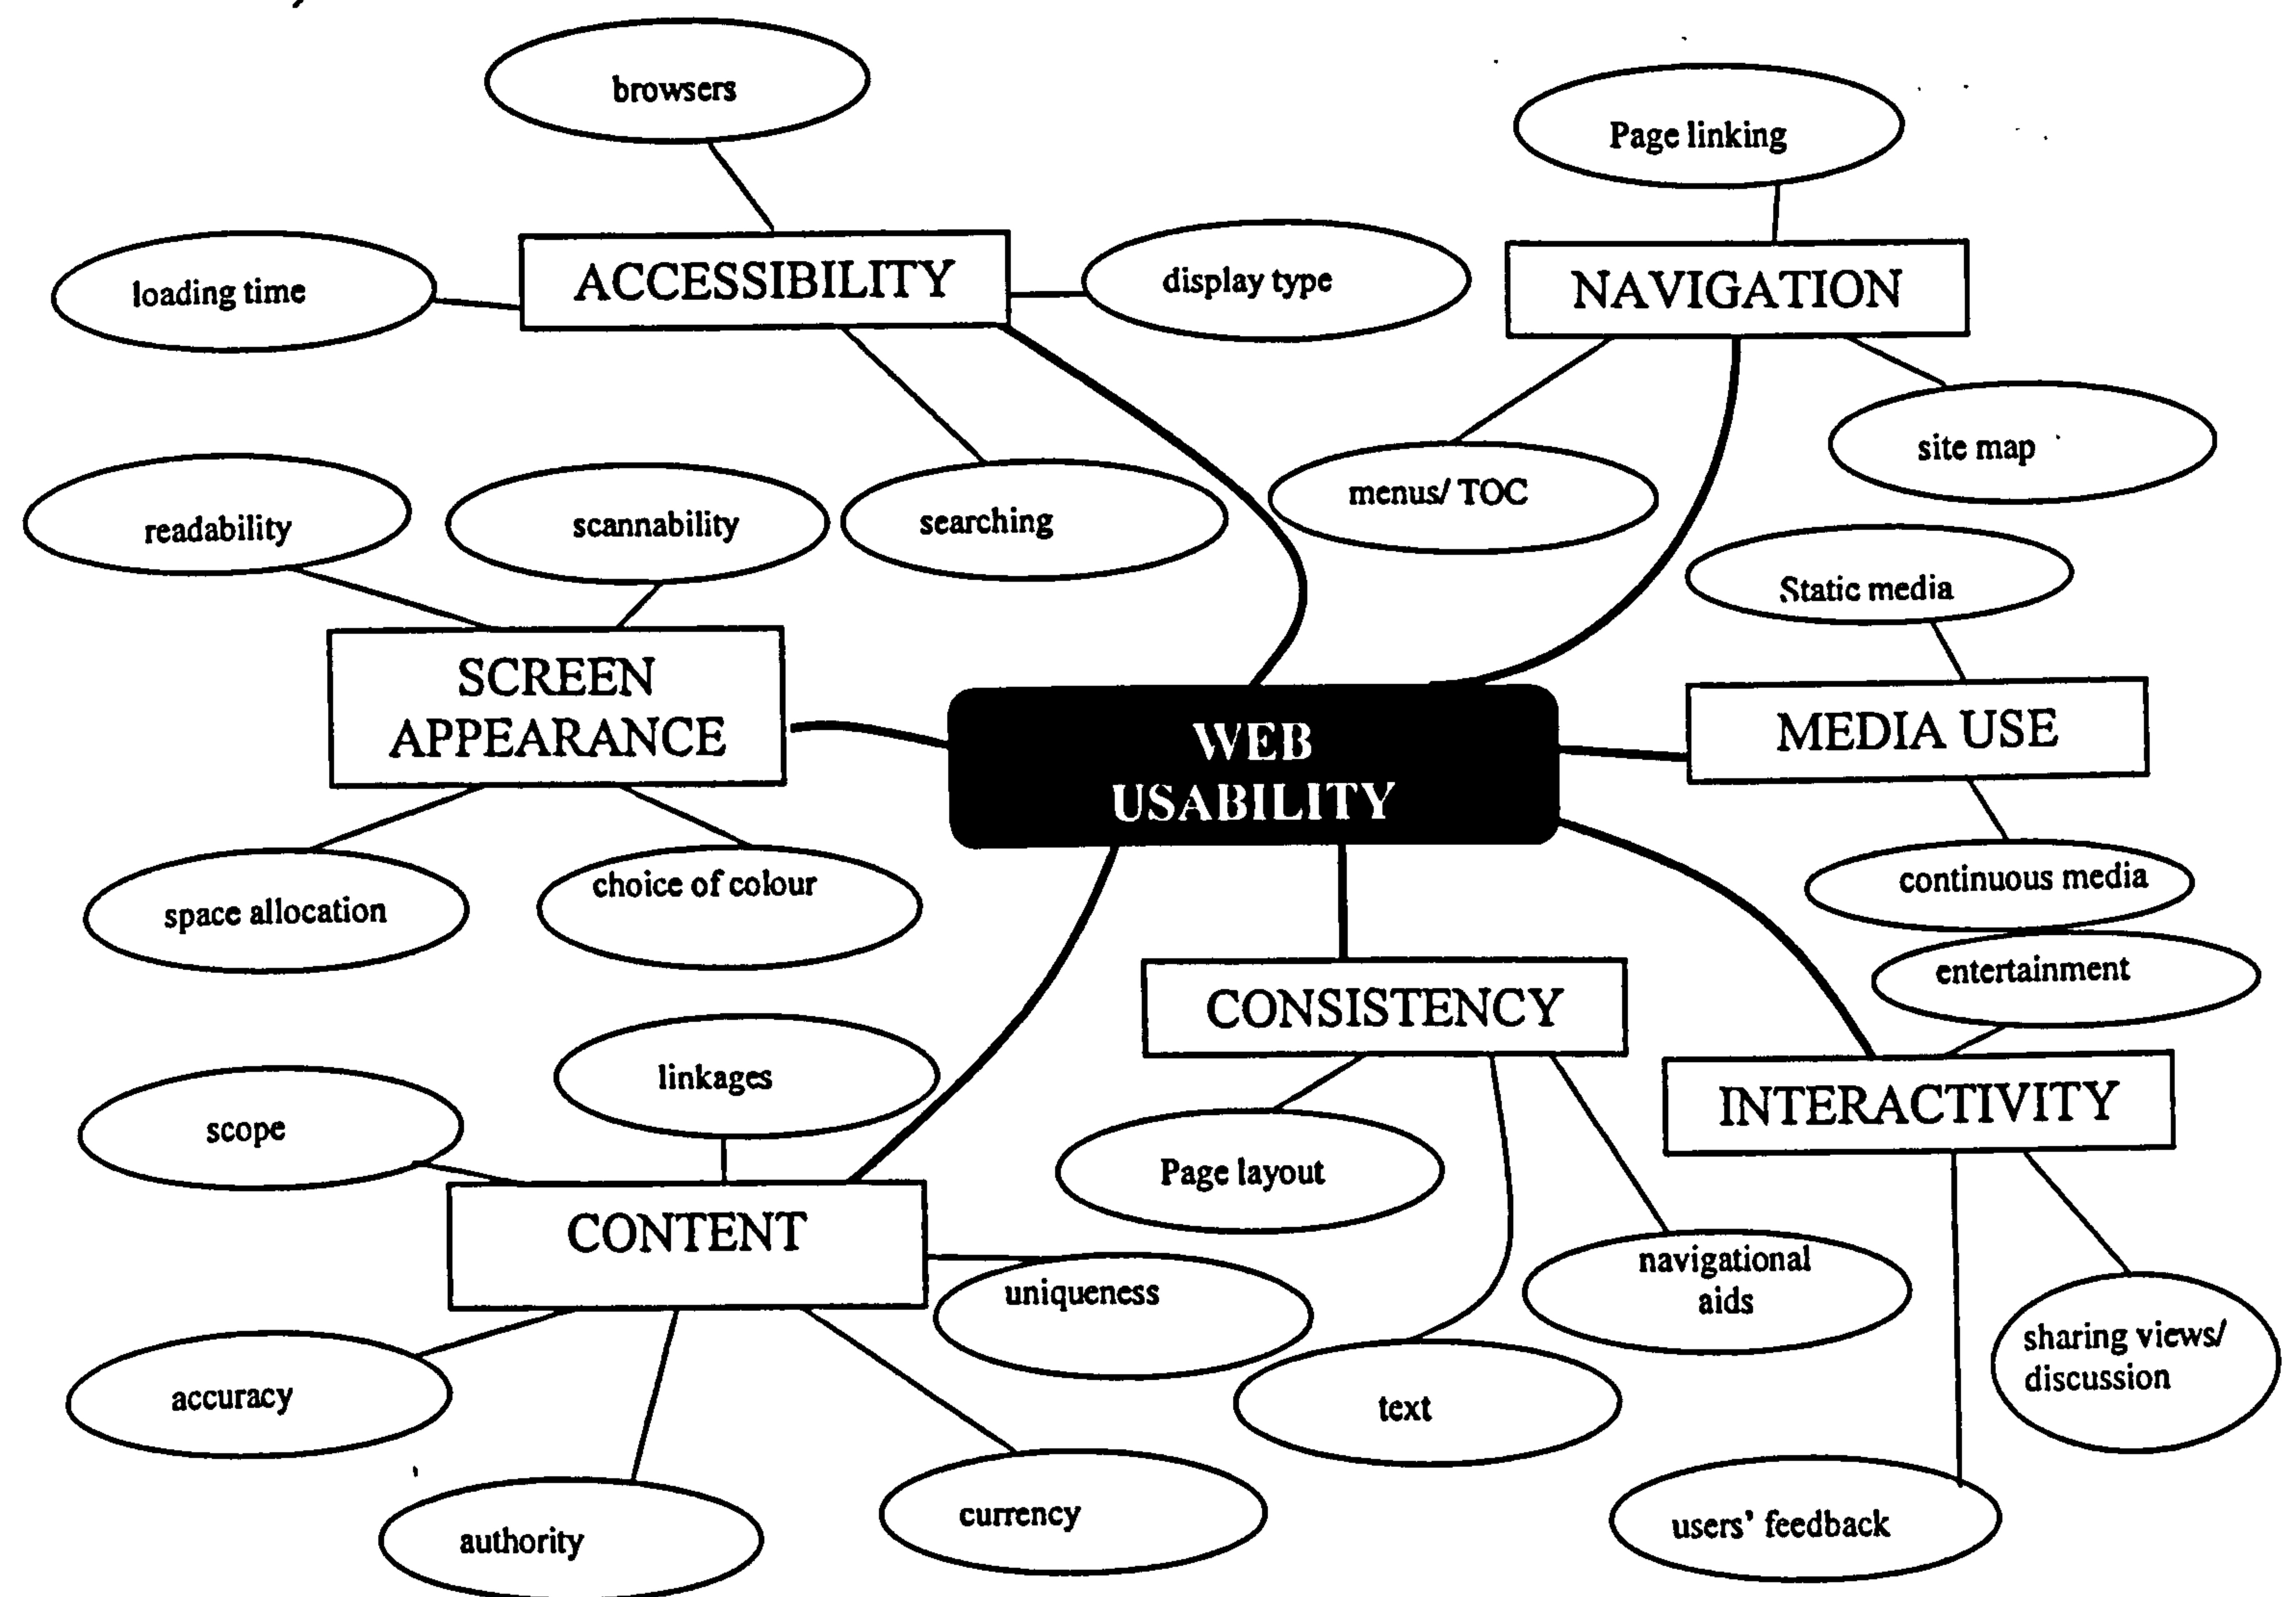 browsers
Page linking
loading time
ACCESSIBILITY
display type
NAVIGATION
site map
menus/ TOC
readability
scannability
searching
Static media
SCREEN
APPEARANCE
WEB
USABILITY
MEDIA USE
space allocation
choice of colour
continuous media
entertainment
CONSISTENCY
INTERACTIVITY
linkages
scope
Page layout
CONTENT
uniqueness
navigational
aids
sharing views/
discussion
accuracy
text
authority
currency
users' feedback